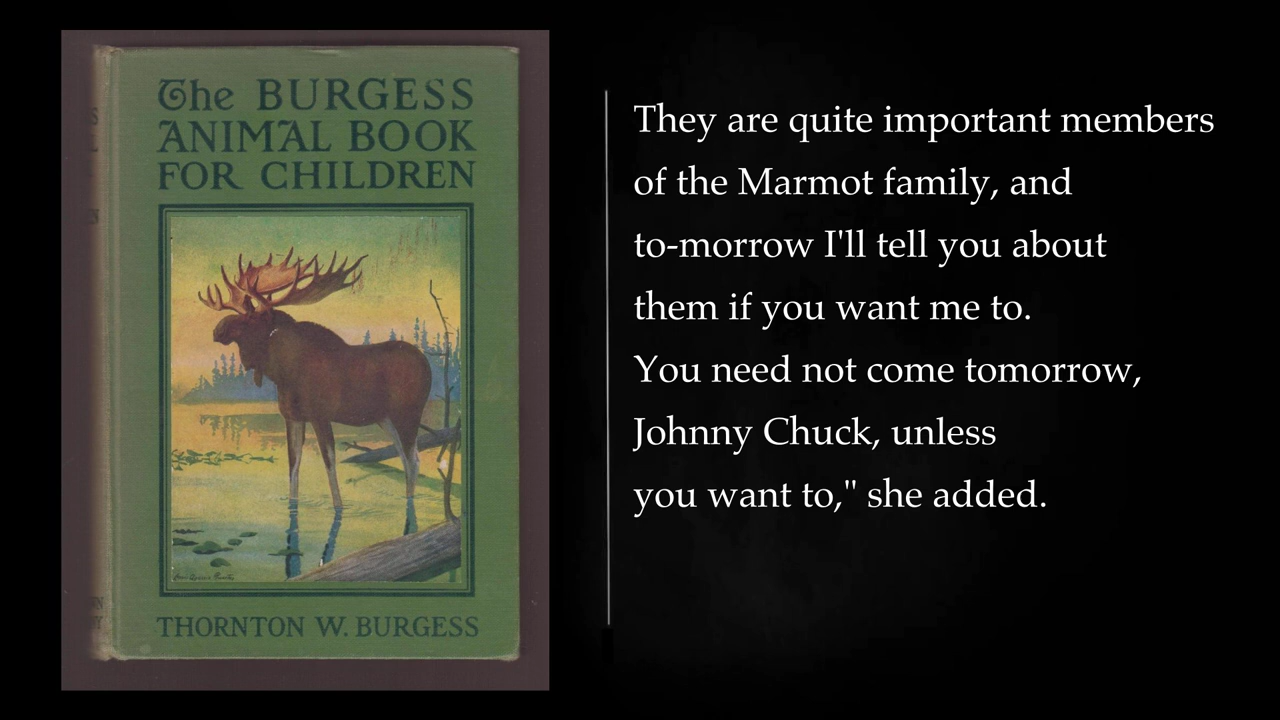 The BURGESS
ANIMAL BOOK
FOR CHILDREN
THORNTON W. BURGESS
They are quite important members
of the Marmot family, and
to-morrow I'll tell you about
them if you want me to.
You need not come tomorrow,
Johnny Chuck, unless
you want to," she added.